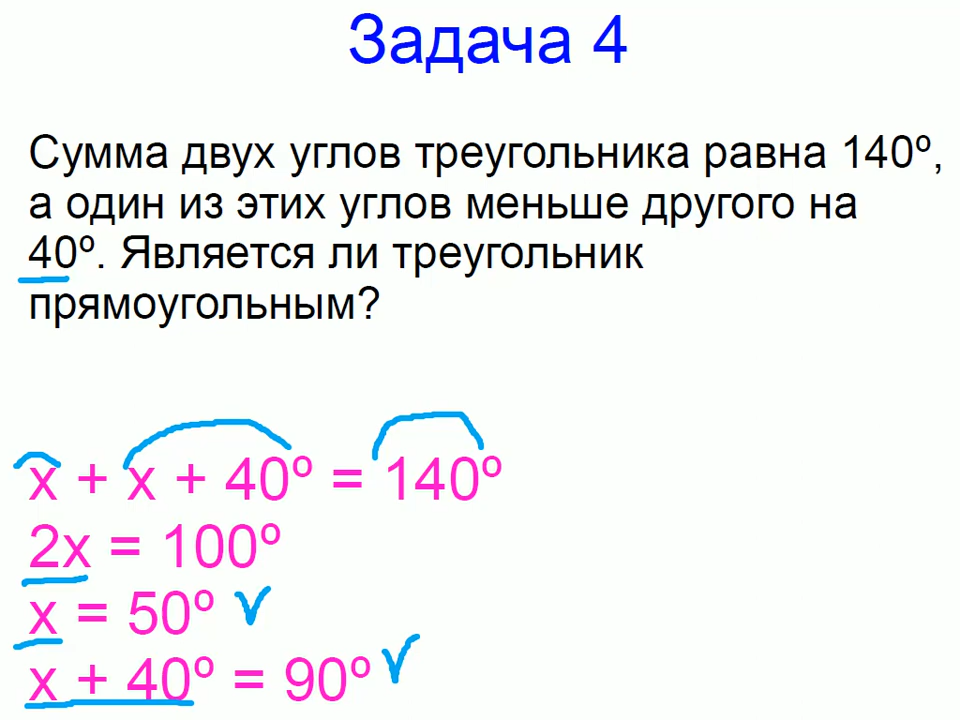 Задача 4
Сумма двух углов треугольника равна 140º,
а один из этих углов меньше другого на
40º. Является ли треугольник
прямоугольным?
х + х + 40º = 140º
2х = 100º
х = 50º
х + 40º = 90º